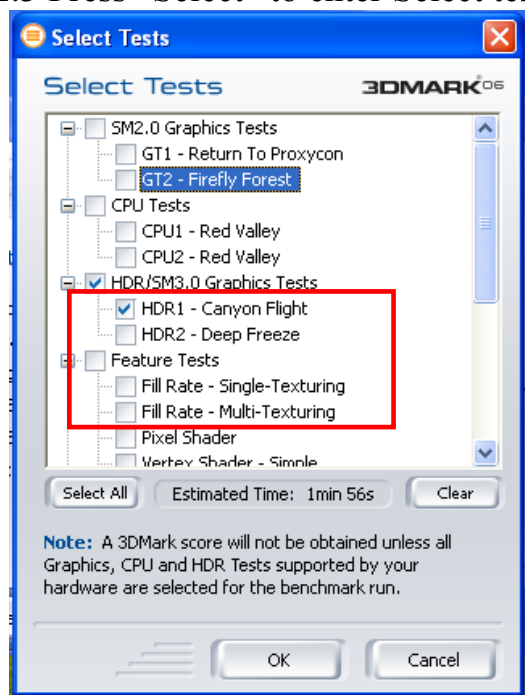 Select Tests
Select Tests 3DMARK06
SM2.0 Graphics Tests
GT1 - Return To Proxycon
GT2 - Firefly Forest
CPU Tests
CPU1 - Red Valley
CPU2 - Red Valley
HDR/SM3.0 Graphics Tests
HDR1 - Canyon Flight
HDR2 - Deep Freeze
Feature Tests
Fill Rate - Single-Texturing
Fill Rate - Multi-Texturing
Pixel Shader
Vertex Shader - Simple
Select All Estimated Time: 1min 56s Clear
Note: A 3DMark score will not be obtained unless all
Graphics, CPU and HDR Tests supported by your
hardware are selected for the benchmark run.
OK Cancel